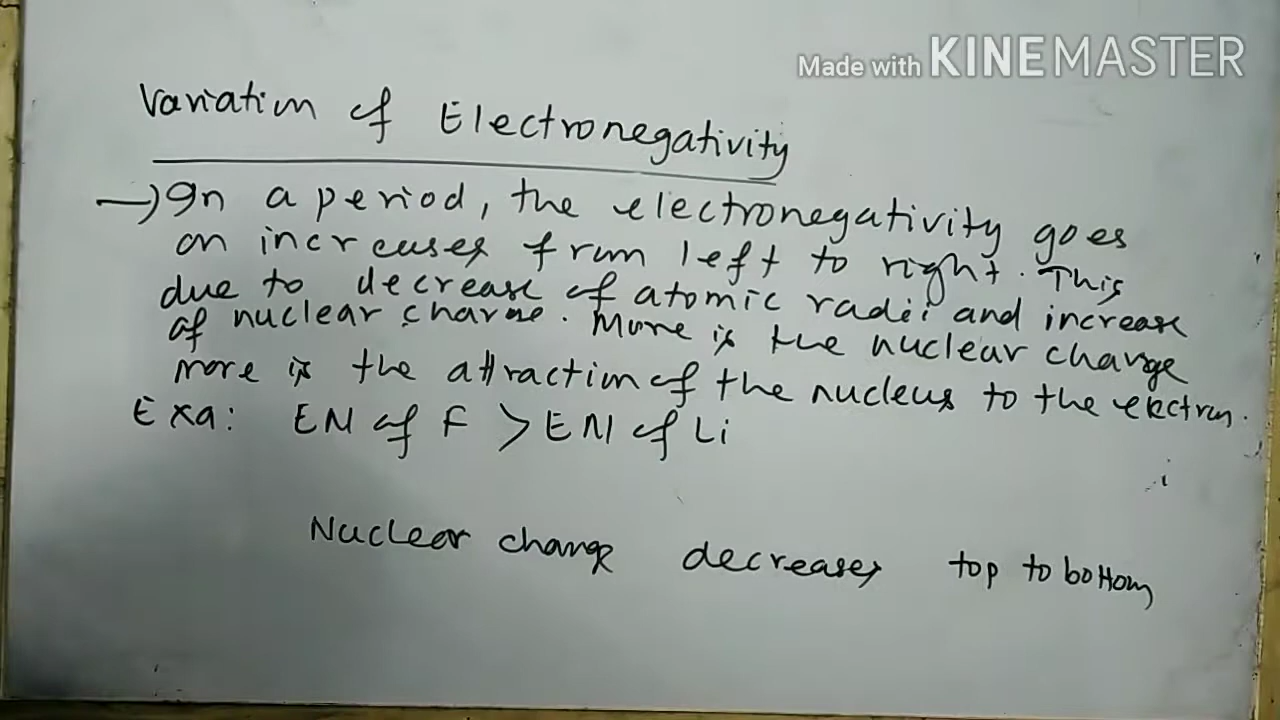 Made with KINEMASTER
Variation of Electronegativity
→ In a period, the electronegativity goes
on increases from left to right. This
due to decrease of atomic radii and increase
of nuclear charge. More is the nuclear charge
more is the attraction of the nucleus to the electron.
Exa: EN of F > EN of Li
Nuclear charge decreases top to bottom